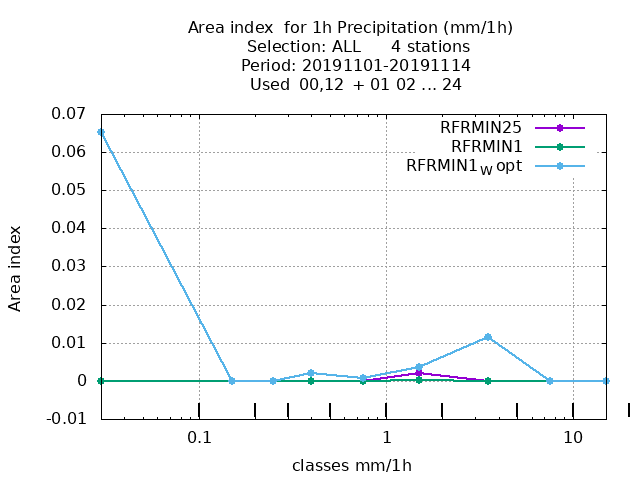 Area index  for 1h Precipitation (mm/1h)
Selection: ALL      4 stations
Period: 20191101-20191114
Used  00,12  + 01 02 ... 24
0.07
0.06
0.05
0.04
0.03
0.02
0.01
0
-0.01
Area index
RFRMIN25
RFRMIN1
RFRMIN1W opt
0.1
1
10
classes mm/1h